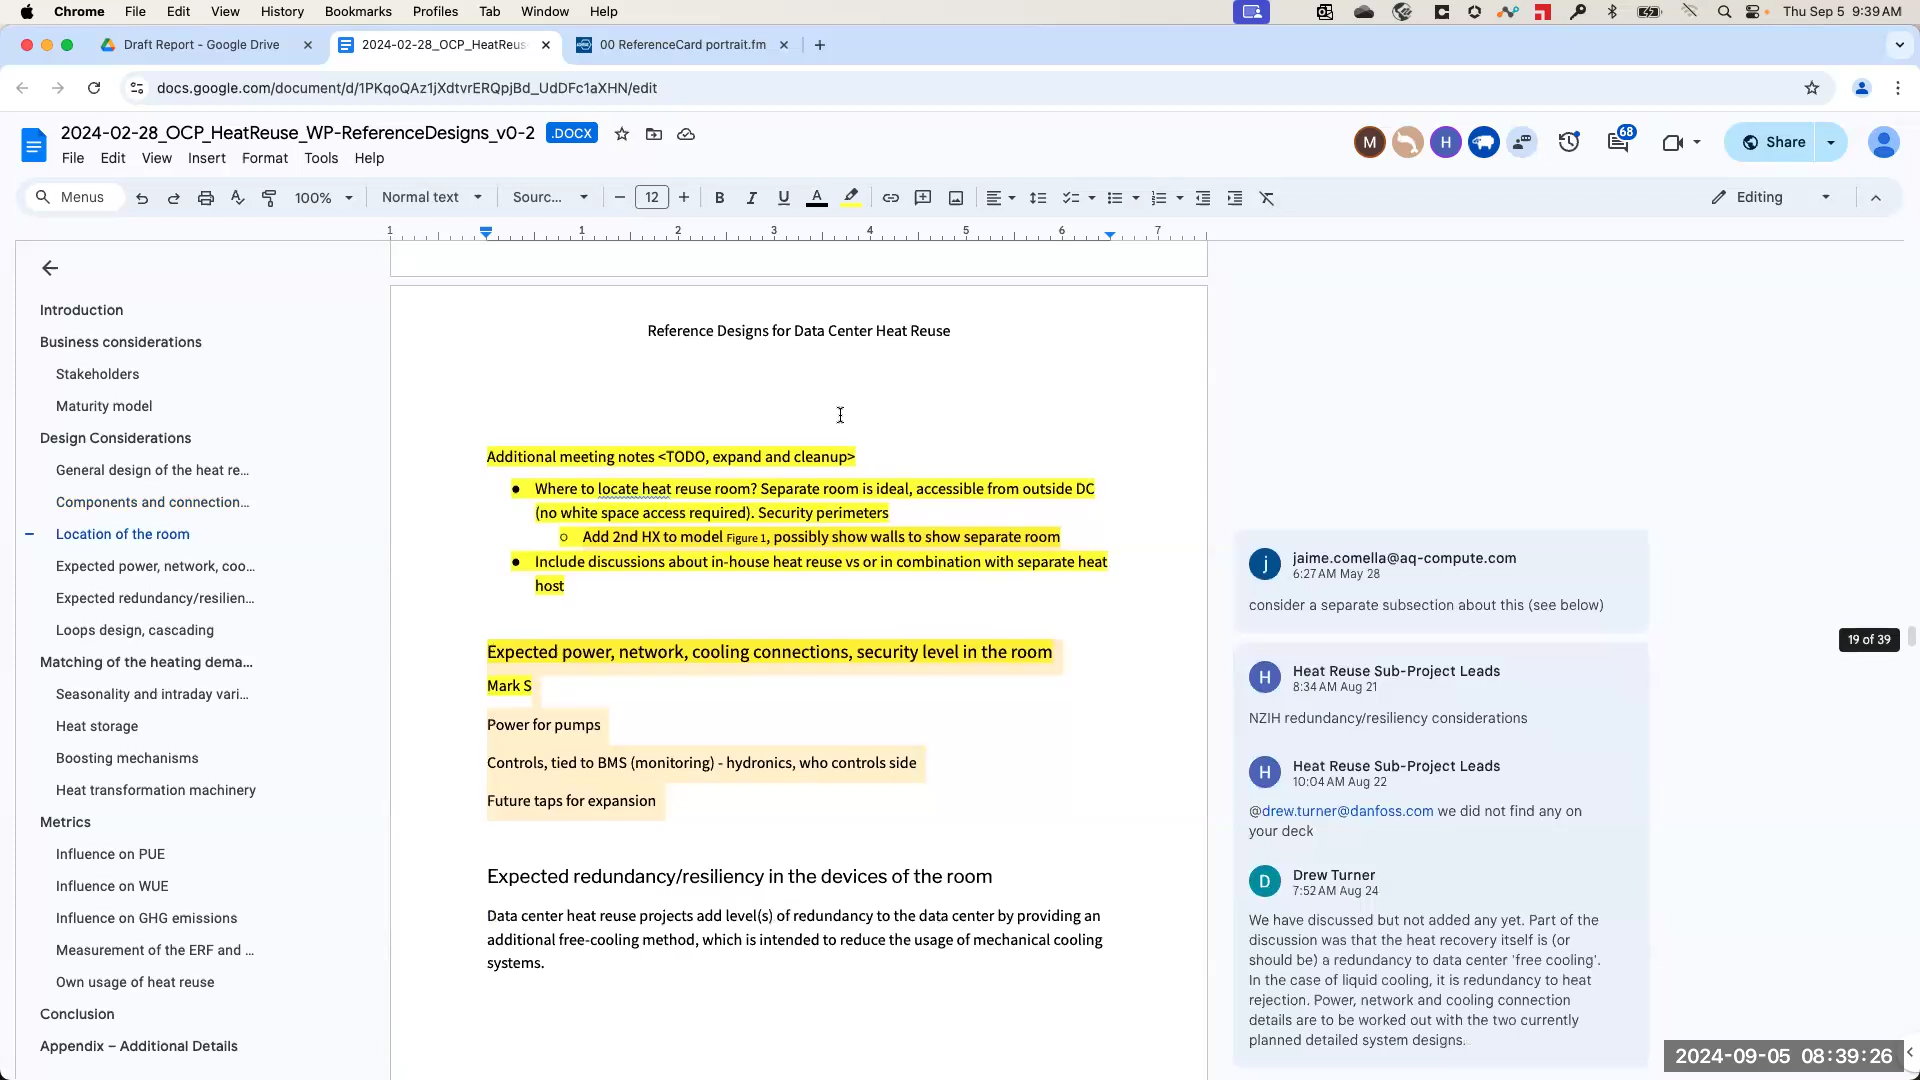 Chrome File Edit View History Bookmarks Profiles Tab Window Help Thu Sep 5 9:39 AM
Draft Report - Google Drive 2024-02-28_OCP_HeatReus 00 ReferenceCard portrait.fm
docs.google.com/document/d/1PKqoQAz1jXdtvrERQpjBd_UdDFc1aXHN/edit
2024-02-28_OCP_HeatReuse_WP-ReferenceDesigns_v0-2 .DOCX
M H 68 Share
File Edit View Insert Format Tools Help
Menus 100% Normal text Sourc... 12 B I U A Editing
1 1 2 3 4 5 6 7
Introduction
Business considerations
Stakeholders
Maturity model
Design Considerations
General design of the heat re...
Components and connection...
Location of the room
Expected power, network, coo...
Expected redundancy/resilien...
Loops design, cascading
Matching of the heating dema...
Seasonality and intraday vari...
Heat storage
Boosting mechanisms
Heat transformation machinery
Metrics
Influence on PUE
Influence on WUE
Influence on GHG emissions
Measurement of the ERF and ...
Own usage of heat reuse
Conclusion
Appendix – Additional Details
Reference Designs for Data Center Heat Reuse
Additional meeting notes <TODO, expand and cleanup>
● Where to locate heat reuse room? Separate room is ideal, accessible from outside DC
(no white space access required). Security perimeters
○ Add 2nd HX to model Figure 1, possibly show walls to show separate room
● Include discussions about in-house heat reuse vs or in combination with separate heat
host
Expected power, network, cooling connections, security level in the room
Mark S
Power for pumps
Controls, tied to BMS (monitoring) - hydronics, who controls side
Future taps for expansion
Expected redundancy/resiliency in the devices of the room
Data center heat reuse projects add level(s) of redundancy to the data center by providing an
additional free-cooling method, which is intended to reduce the usage of mechanical cooling
systems.
j jaime.comella@aq-compute.com
6:27 AM May 28
consider a separate subsection about this (see below)
H Heat Reuse Sub-Project Leads
8:34 AM Aug 21
NZIH redundancy/resiliency considerations
H Heat Reuse Sub-Project Leads
10:04 AM Aug 22
@drew.turner@danfoss.com we did not find any on
your deck
D Drew Turner
7:52 AM Aug 24
We have discussed but not added any yet. Part of the
discussion was that the heat recovery itself is (or
should be) a redundancy to data center 'free cooling'.
In the case of liquid cooling, it is redundancy to heat
rejection. Power, network and cooling connection
details are to be worked out with the two currently
planned detailed system designs.
19 of 39
2024-09-05 08:39:26